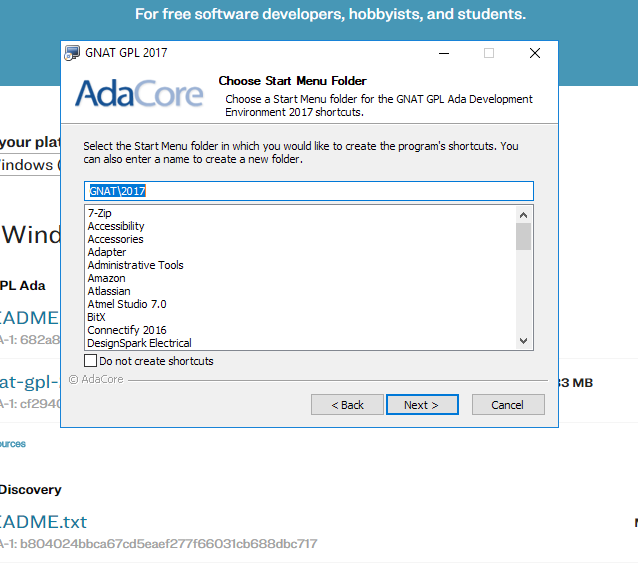 For free software developers, hobbyists, and students.
GNAT GPL 2017
AdaCore
Choose Start Menu Folder
Choose a Start Menu folder for the GNAT GPL Ada Development
Environment 2017 shortcuts.
your plat
Select the Start Menu folder in which you would like to create the program's shortcuts. You
can also enter a name to create a new folder.
indows (
GNAT\2017
7-Zip
Accessibility
Accessories
Adapter
Administrative Tools
Amazon
Atlassian
Atmel Studio 7.0
BitX
Connectify 2016
DesignSpark Electrical
Wind
PL Ada
EADME
A-1: 682a8
Do not create shortcuts
© AdaCore
at-gpl-
33 MB
A-1: cf2940
< Back
Next >
Cancel
ources
Discovery
EADME.txt
A-1: b804024bbca67cd5eaef277f66031cb688dbc717